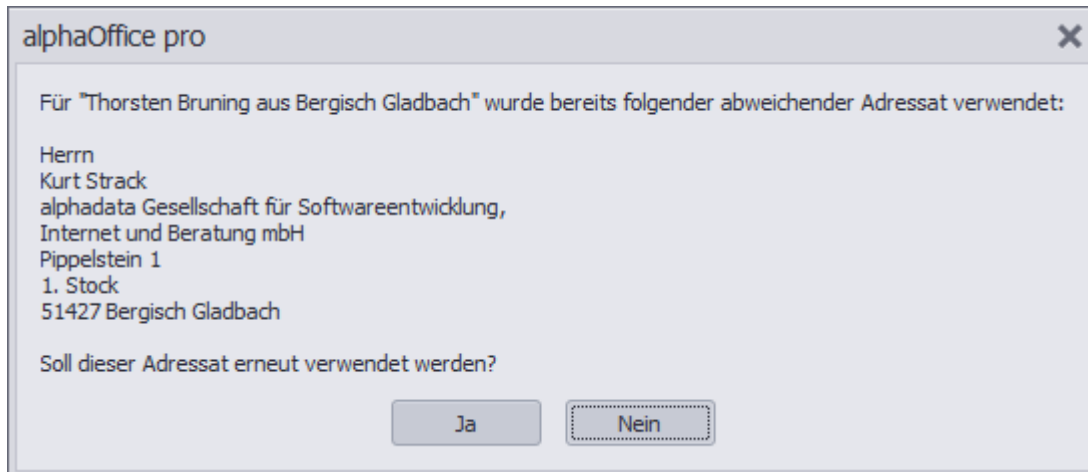 alphaOffice pro
Für "Thorsten Bruning aus Bergisch Gladbach" wurde bereits folgender abweichender Adressat verwendet:
Herrn
Kurt Strack
alphadata Gesellschaft für Softwareentwicklung,
Internet und Beratung mbH
Pippelstein 1
1. Stock
51427 Bergisch Gladbach
Soll dieser Adressat erneut verwendet werden?
Ja
Nein